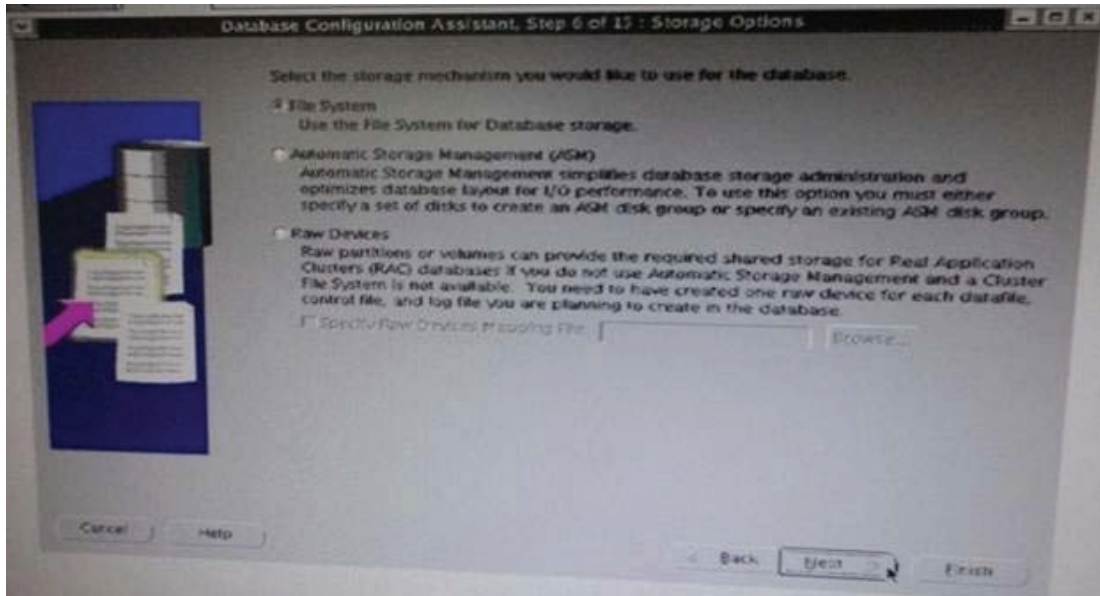 Database Configuration Assistant, Step 6 of 15 : Storage Options
Select the storage mechanism you would like to use for the database.
File System
Use the File System for Database storage.
Automatic Storage Management (ASM)
Automatic Storage Management simplifies database storage administration and
optimizes database layout for I/O performance. To use this option you must either
specify a set of disks to create an ASM disk group or specify an existing ASM disk group.
Raw Devices
Raw partitions or volumes can provide the required shared storage for Real Application
Clusters (RAC) databases if you do not use Automatic Storage Management and a Cluster
File System is not available. You need to have created one raw device for each datafile,
control file, and log file you are planning to create in the database.
Specify Raw Devices Mapping File
Browse...
Cancel
Help
Back
Next
Finish